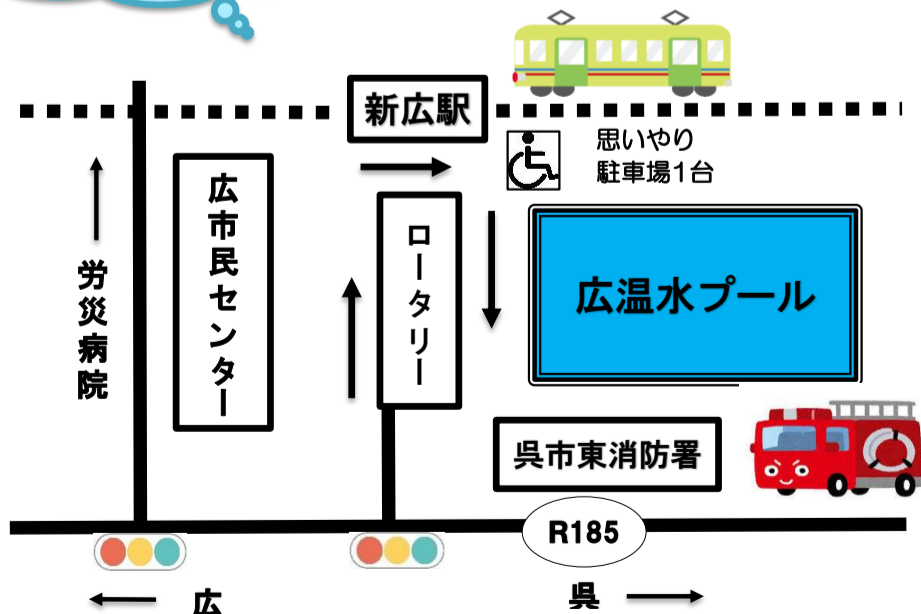 新広駅
思いやり
駐車場1台
広市民センター
ロータリー
労災病院
広温水プール
呉市東消防署
R185
広
呉